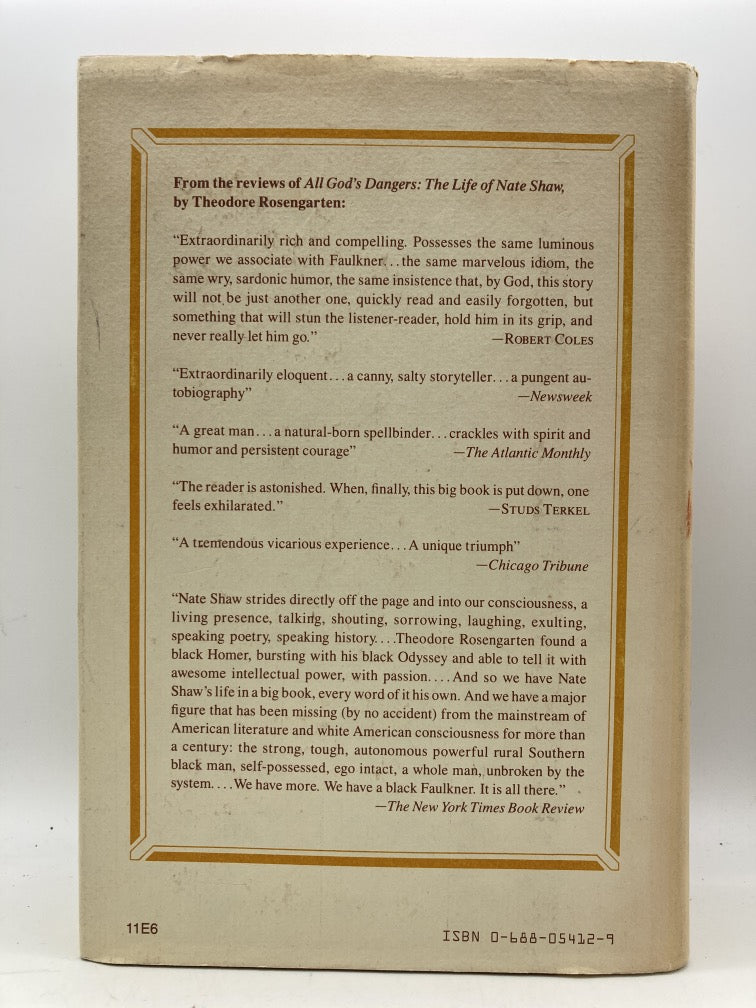 From the reviews of All God's Dangers: The Life of Nate Shaw,
by Theodore Rosengarten:
“Extraordinarily rich and compelling. Possesses the same luminous
power we associate with Faulkner...the same marvelous idiom, the
same wry, sardonic humor, the same insistence that, by God, this story
will not be just another one, quickly read and easily forgotten, but
something that will stun the listener-reader, hold him in its grip, and
never really let him go.” —ROBERT COLES
“Extraordinarily eloquent...a canny, salty storyteller...a pungent au-
tobiography” —Newsweek
“A great man...a natural-born spellbinder...crackles with spirit and
humor and persistent courage” —The Atlantic Monthly
“The reader is astonished. When, finally, this big book is put down, one
feels exhilarated.” —STUDS TERKEL
“A tremendous vicarious experience...A unique triumph”
—Chicago Tribune
“Nate Shaw strides directly off the page and into our consciousness, a
living presence, talking, shouting, sorrowing, laughing, exulting,
speaking poetry, speaking history....Theodore Rosengarten found a
black Homer, bursting with his black Odyssey and able to tell it with
awesome intellectual power, with passion....And so we have Nate
Shaw's life in a big book, every word of it his own. And we have a major
figure that has been missing (by no accident) from the mainstream of
American literature and white American consciousness for more than
a century: the strong, tough, autonomous powerful rural Southern
black man, self-possessed, ego intact, a whole man, unbroken by the
system....We have more. We have a black Faulkner. It is all there.”
—The New York Times Book Review
11E6
ISBN 0-688-05412-9